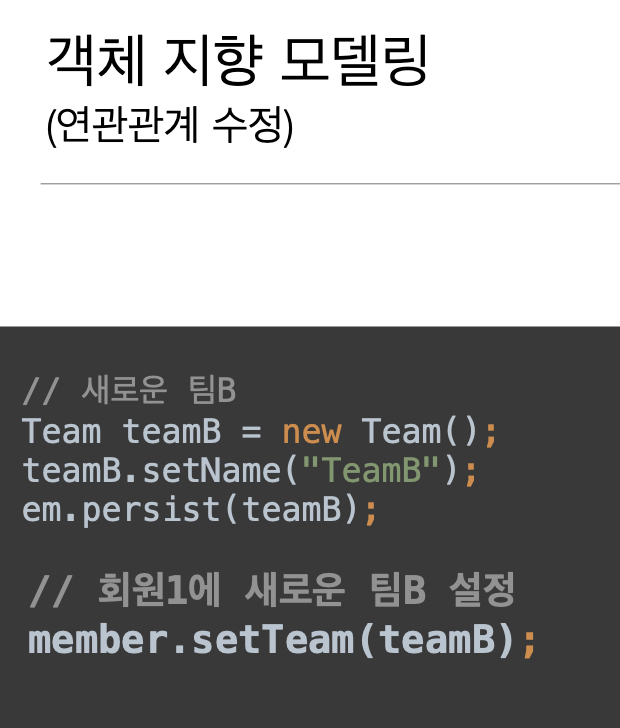 객체 지향 모델링
(연관관계 수정)
// 새로운 팀B
Team teamB = new Team();
teamB.setName("TeamB");
em.persist(teamB);
// 회원1에 새로운 팀B 설정
member.setTeam(teamB);